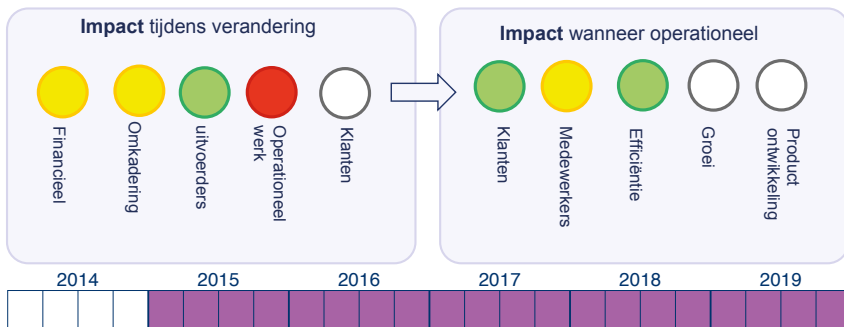 Impact tijdens verandering
Financieel
Omkadering
uitvoerders
Operationeel
werk
Klanten
Impact wanneer operationeel
Klanten
Medewerkers
Efficiëntie
Groei
Product
ontwikkeling
2014 2015 2016 2017 2018 2019